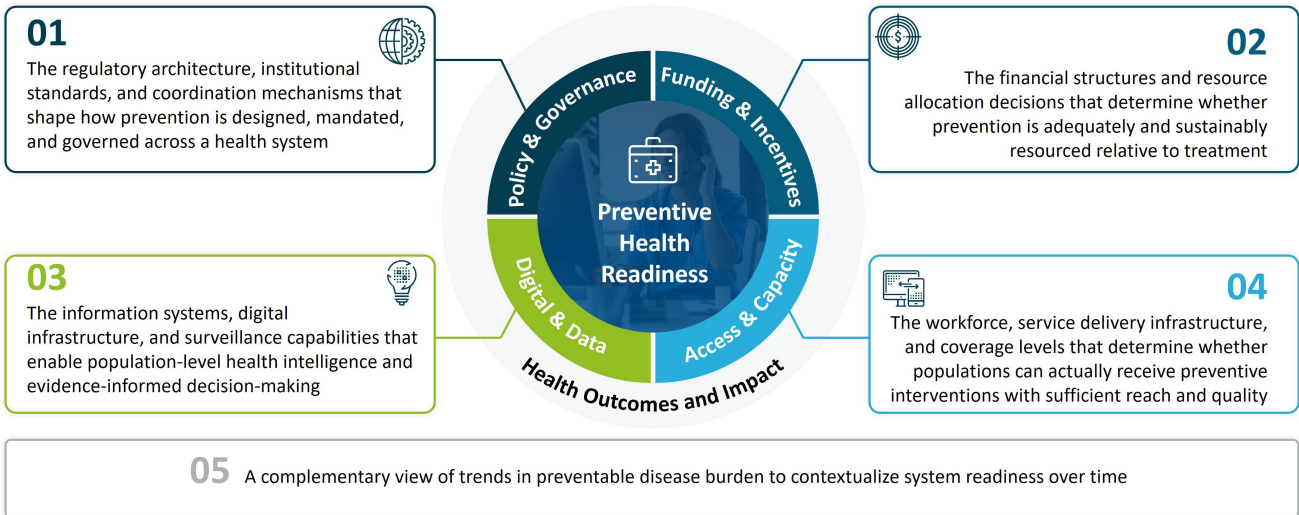 01
The regulatory architecture, institutional
standards, and coordination mechanisms that
shape how prevention is designed, mandated,
and governed across a health system
02
The financial structures and resource
allocation decisions that determine whether
prevention is adequately and sustainably
resourced relative to treatment
Policy & Governance
Funding & Incentives
$
Preventive
Health
Readiness
Digital & Data
Access & Capacity
Health Outcomes and Impact
03
The information systems, digital
infrastructure, and surveillance capabilities that
enable population-level health intelligence and
evidence-informed decision-making
04
The workforce, service delivery infrastructure,
and coverage levels that determine whether
populations can actually receive preventive
interventions with sufficient reach and quality
05 A complementary view of trends in preventable disease burden to contextualize system readiness over time